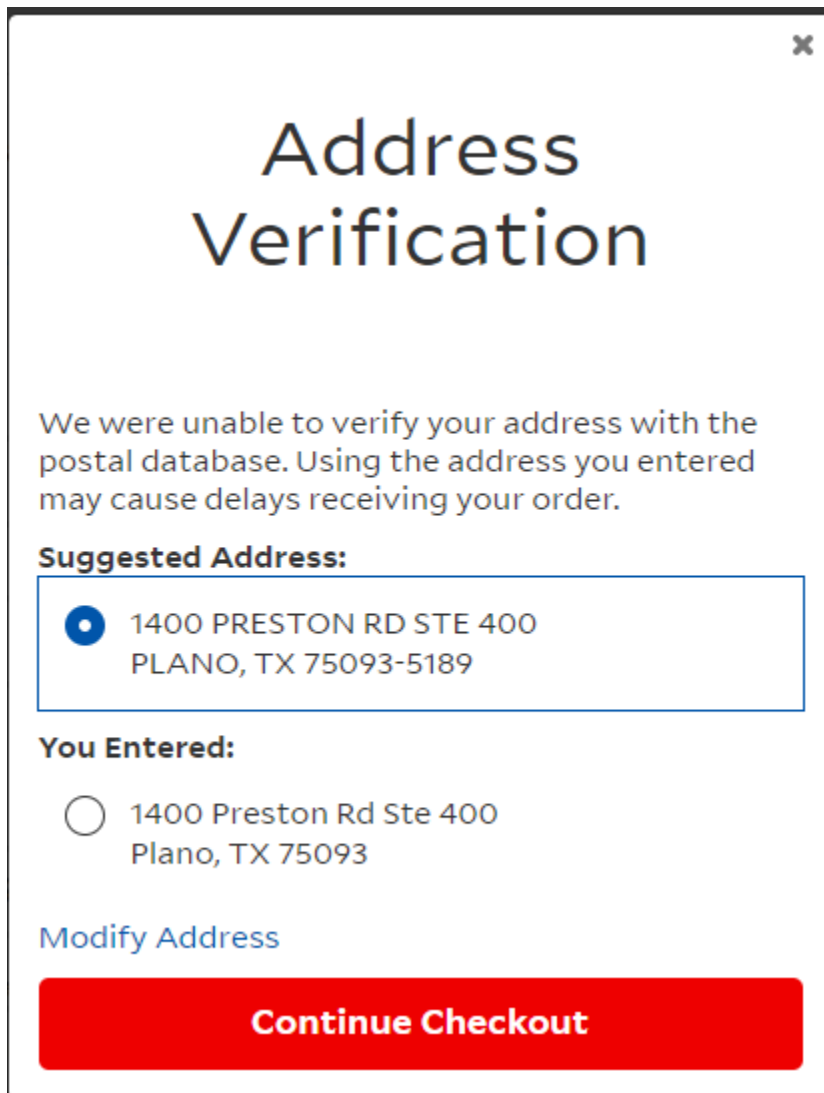 Address
Verification
We were unable to verify your address with the
postal database. Using the address you entered
may cause delays receiving your order.
Suggested Address:
1400 PRESTON RD STE 400
PLANO, TX 75093-5189
You Entered:
1400 Preston Rd Ste 400
Plano, TX 75093
Modify Address
Continue Checkout